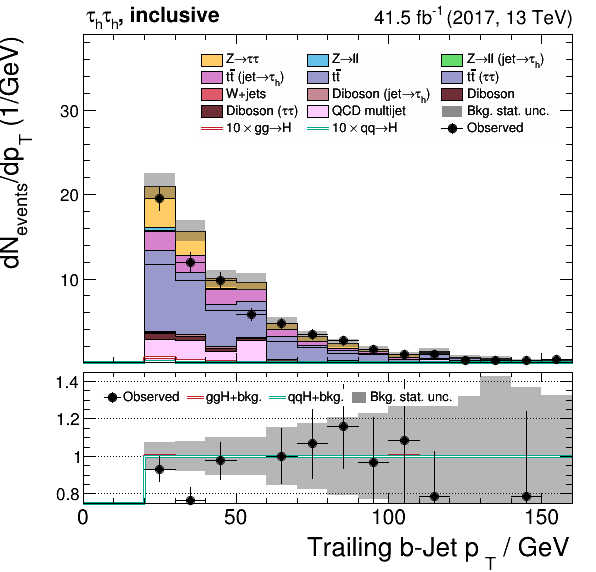 τhτh, inclusive 41.5 fb-1 (2017, 13 TeV)
Z→ττ Z→ll Z→ll (jet→τh)
tt̄ (jet→τh) tt̄ tt̄ (ττ)
W+jets Diboson (jet→τh) Diboson
Diboson (ττ) QCD multijet Bkg. stat. unc.
10 × gg→H 10 × qq→H Observed
dNevents/dpT (1/GeV)
30
20
10
Observed ggH+bkg. qqH+bkg. Bkg. stat. unc.
1.4
1.2
1
0.8
0 50 100 150
Trailing b-Jet pT / GeV